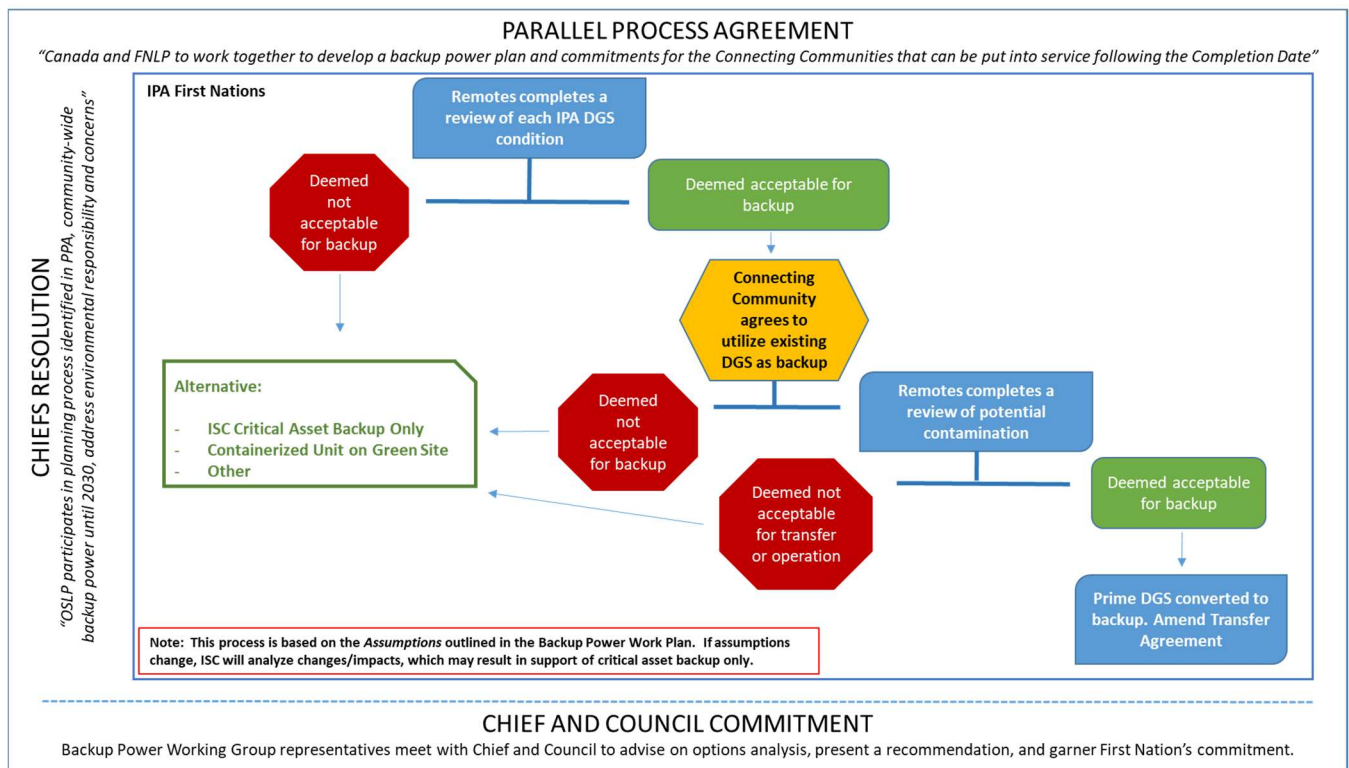 PARALLEL PROCESS AGREEMENT
“Canada and FNLP to work together to develop a backup power plan and commitments for the Connecting Communities that can be put into service following the Completion Date”
CHIEFS RESOLUTION
“OSLP participates in planning process identified in PPA, community-wide
backup power until 2030, address environmental responsibility and concerns”
IPA First Nations
Remotes completes a
review of each IPA DGS
condition
Deemed
not
acceptable
for backup
Deemed acceptable for
backup
Connecting
Community
agrees to
utilize existing
DGS as backup
Alternative:
- ISC Critical Asset Backup Only
- Containerized Unit on Green Site
- Other
Deemed
not
acceptable
for backup
Remotes completes a
review of potential
contamination
Deemed not
acceptable
for transfer
or operation
Deemed acceptable
for backup
Prime DGS converted to
backup. Amend Transfer
Agreement
Note: This process is based on the Assumptions outlined in the Backup Power Work Plan. If assumptions
change, ISC will analyze changes/impacts, which may result in support of critical asset backup only.
CHIEF AND COUNCIL COMMITMENT
Backup Power Working Group representatives meet with Chief and Council to advise on options analysis, present a recommendation, and garner First Nation’s commitment.